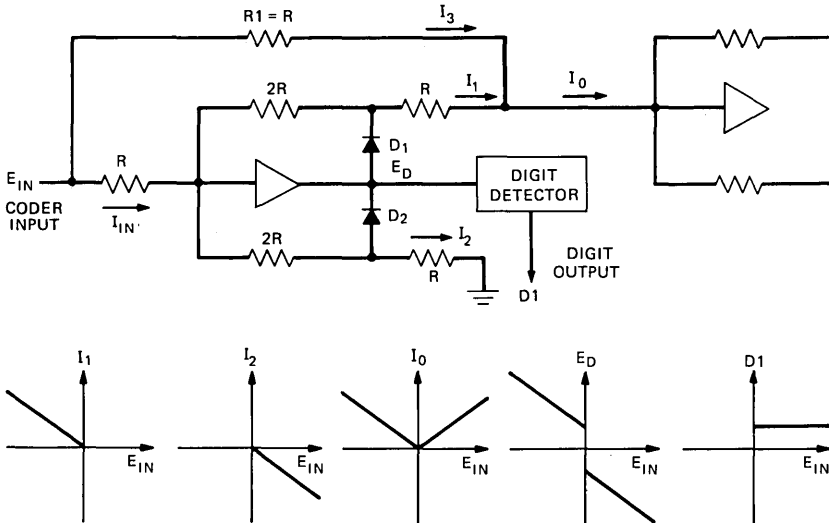 R1 = R
I3
2R
R
I1
I0
D1
EIN
R
ED
DIGIT
DETECTOR
CODER
INPUT
IIN
D2
2R
I2
R
DIGIT
OUTPUT
D1
I1
I2
I0
ED
D1
EIN
EIN
EIN
EIN
EIN